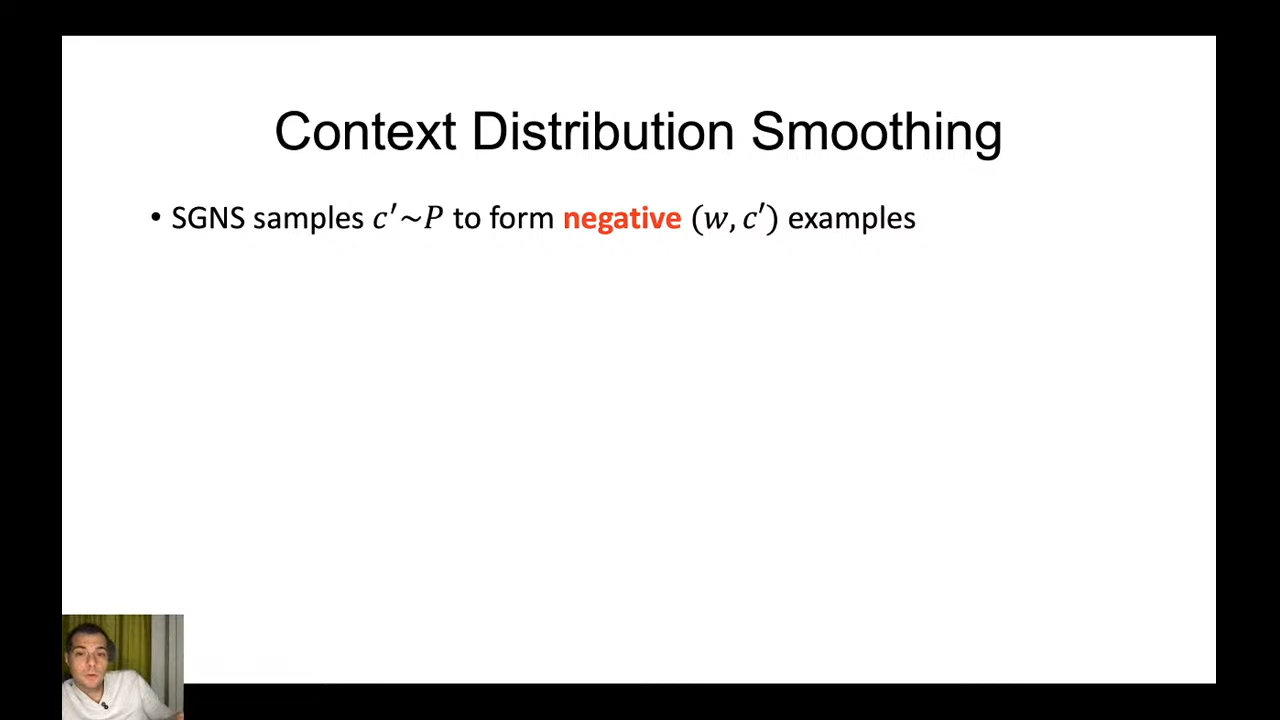 Context Distribution Smoothing
• SGNS samples 𝑐′~𝑃 to form negative (𝑤, 𝑐′) examples